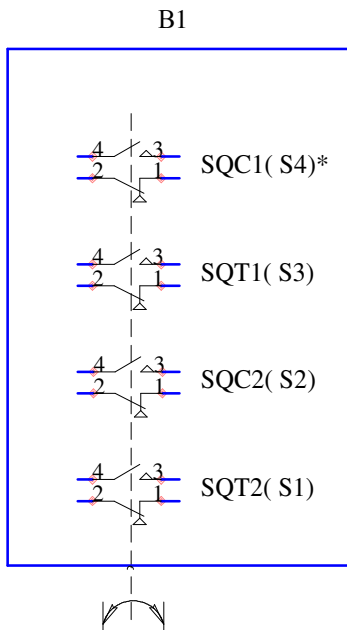 B1
4 3
2 1 SQC1( S4)*
4 3
2 1 SQT1( S3)
4 3
2 1 SQC2( S2)
4 3
2 1 SQT2( S1)